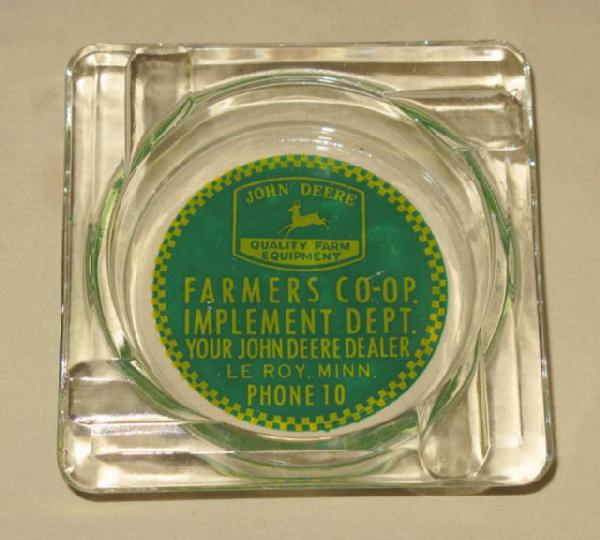 JOHN DEERE
QUALITY FARM
EQUIPMENT
FARMERS CO-OP.
IMPLEMENT DEPT.
YOUR JOHN DEERE DEALER
LE ROY, MINN.
PHONE 10